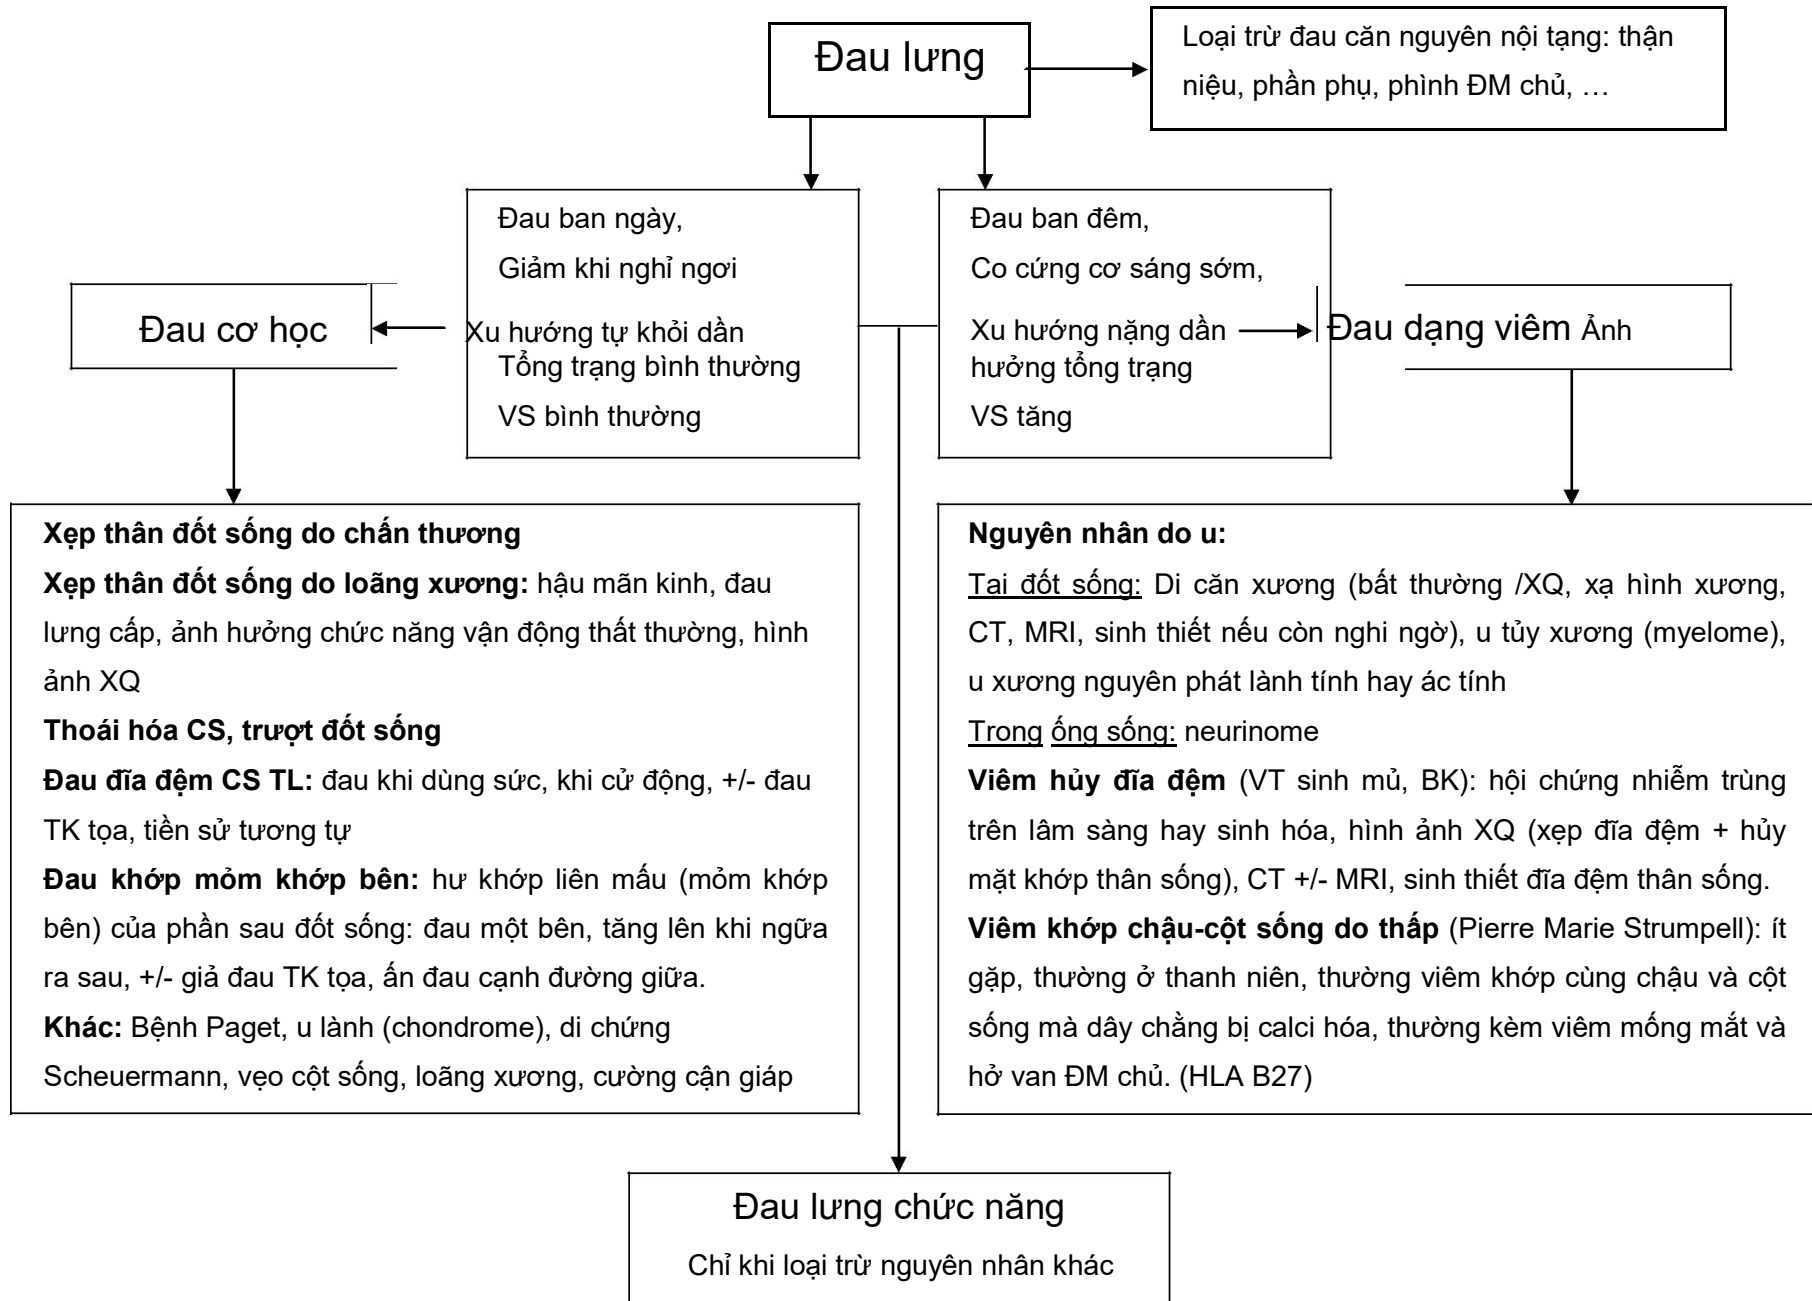 Đau lưng
Loại trừ đau căn nguyên nội tạng: thận
niệu, phần phụ, phình ĐM chủ, …
Đau ban ngày,
Giảm khi nghỉ ngơi
Xu hướng tự khỏi dần
Tổng trạng bình thường
VS bình thường
Đau ban đêm,
Co cứng cơ sáng sớm,
Xu hướng nặng dần
hưởng tổng trạng
VS tăng
Đau cơ học
Đau dạng viêm Ảnh
Xẹp thân đốt sống do chấn thương
Xẹp thân đốt sống do loãng xương: hậu mãn kinh, đau
lưng cấp, ảnh hưởng chức năng vận động thất thường, hình
ảnh XQ
Thoái hóa CS, trượt đốt sống
Đau đĩa đệm CS TL: đau khi dùng sức, khi cử động, +/- đau
TK tọa, tiền sử tương tự
Đau khớp mỏm khớp bên: hư khớp liên mấu (mỏm khớp
bên) của phần sau đốt sống: đau một bên, tăng lên khi ngữa
ra sau, +/- giả đau TK tọa, ấn đau cạnh đường giữa.
Khác: Bệnh Paget, u lành (chondrome), di chứng
Scheuermann, vẹo cột sống, loãng xương, cường cận giáp
Nguyên nhân do u:
Tai đốt sống: Di căn xương (bất thường /XQ, xạ hình xương,
CT, MRI, sinh thiết nếu còn nghi ngờ), u tủy xương (myelome),
u xương nguyên phát lành tính hay ác tính
Trong ống sống: neurinome
Viêm hủy đĩa đệm (VT sinh mủ, BK): hội chứng nhiễm trùng
trên lâm sàng hay sinh hóa, hình ảnh XQ (xẹp đĩa đệm + hủy
mặt khớp thân sống), CT +/- MRI, sinh thiết đĩa đệm thân sống.
Viêm khớp chậu-cột sống do thấp (Pierre Marie Strumpell): ít
gặp, thường ở thanh niên, thường viêm khớp cùng chậu và cột
sống mà dây chằng bị calci hóa, thường kèm viêm mống mắt và
hở van ĐM chủ. (HLA B27)
Đau lưng chức năng
Chỉ khi loại trừ nguyên nhân khác